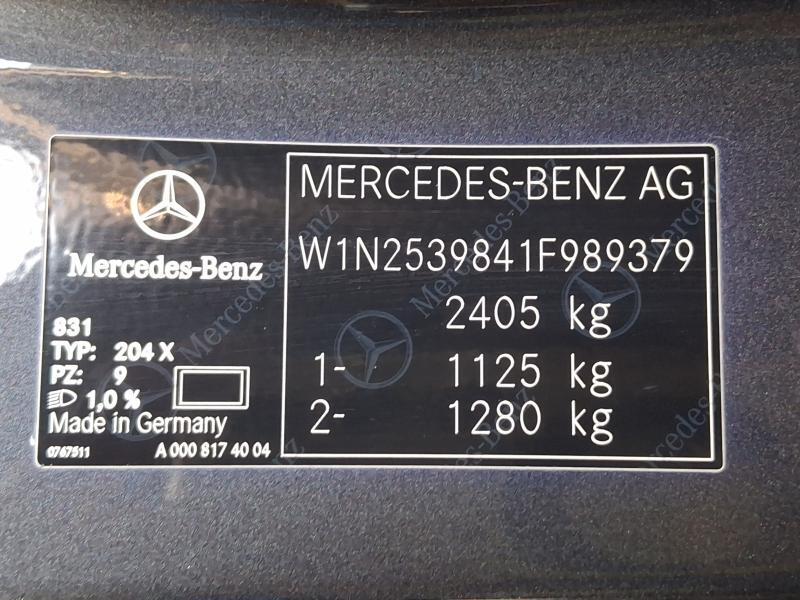 Mercedes-Benz
831
TYP: 204 X
PZ: 9
1,0 %
Made in Germany
0767511 A 000 817 40 04
MERCEDES-BENZ AG
W1N2539841F989379
2405 kg
1- 1125 kg
2- 1280 kg